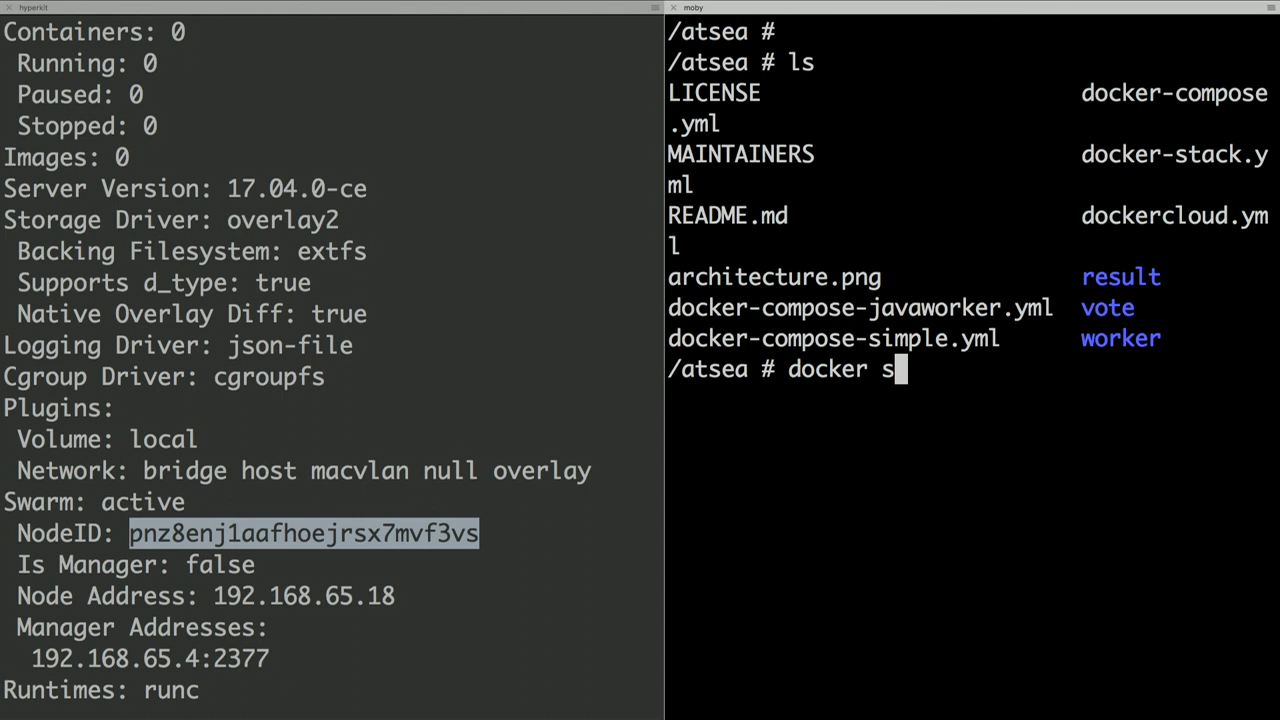 hyperkit
Containers: 0
Running: 0
Paused: 0
Stopped: 0
Images: 0
Server Version: 17.04.0-ce
Storage Driver: overlay2
Backing Filesystem: extfs
Supports d_type: true
Native Overlay Diff: true
Logging Driver: json-file
Cgroup Driver: cgroupfs
Plugins:
Volume: local
Network: bridge host macvlan null overlay
Swarm: active
NodeID: pnz8enj1aafhoejrsx7mvf3vs
Is Manager: false
Node Address: 192.168.65.18
Manager Addresses:
192.168.65.4:2377
Runtimes: runc
moby
/atsea #
/atsea # ls
LICENSE docker-compose
.yml
MAINTAINERS docker-stack.y
ml
README.md dockercloud.ym
l
architecture.png result
docker-compose-javaworker.yml vote
docker-compose-simple.yml worker
/atsea # docker s